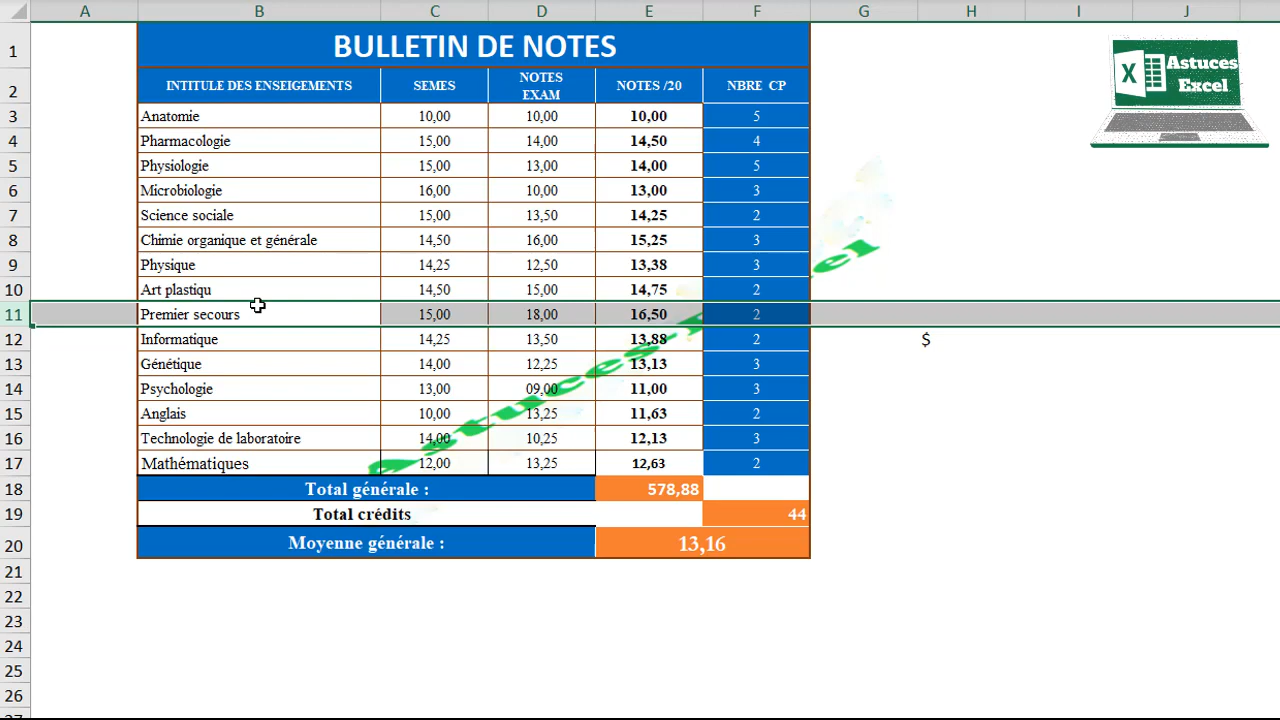 A B C D E F G H I J
1 BULLETIN DE NOTES
2 INTITULE DES ENSEIGEMENTS SEMES NOTES EXAM NOTES /20 NBRE CP
3 Anatomie 10,00 10,00 10,00 5
4 Pharmacologie 15,00 14,00 14,50 4
5 Physiologie 15,00 13,00 14,00 5
6 Microbiologie 16,00 10,00 13,00 3
7 Science sociale 15,00 13,50 14,25 2
8 Chimie organique et générale 14,50 16,00 15,25 3
9 Physique 14,25 12,50 13,38 3
10 Art plastiqu 14,50 15,00 14,75 2
11 Premier secours 15,00 18,00 16,50 2
12 Informatique 14,25 13,50 13,88 2 $
13 Génétique 14,00 12,25 13,13 3
14 Psychologie 13,00 09,00 11,00 3
15 Anglais 10,00 13,25 11,63 2
16 Technologie de laboratoire 14,00 10,25 12,13 3
17 Mathématiques 12,00 13,25 12,63 2
18 Total générale : 578,88
19 Total crédits 44
20 Moyenne générale : 13,16
21
22
23
24
25
26
Astuces
Excel